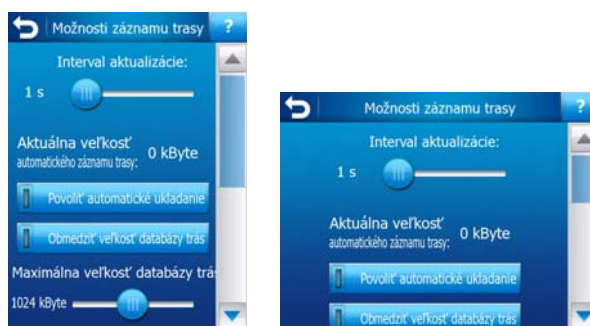 Možnosti záznamu trasy ?
Interval aktualizácie:
1 s
Aktuálna veľkosť
automatického záznamu trasy: 0 kByte
Povoliť automatické ukladanie
Obmedziť veľkosť databázy trás
Maximálna veľkosť databázy trás
1024 kByte
Možnosti záznamu trasy ?
Interval aktualizácie:
1 s
Aktuálna veľkosť
automatického záznamu trasy: 0 kByte
Povoliť automatické ukladanie
Obmedziť veľkosť databázy trás